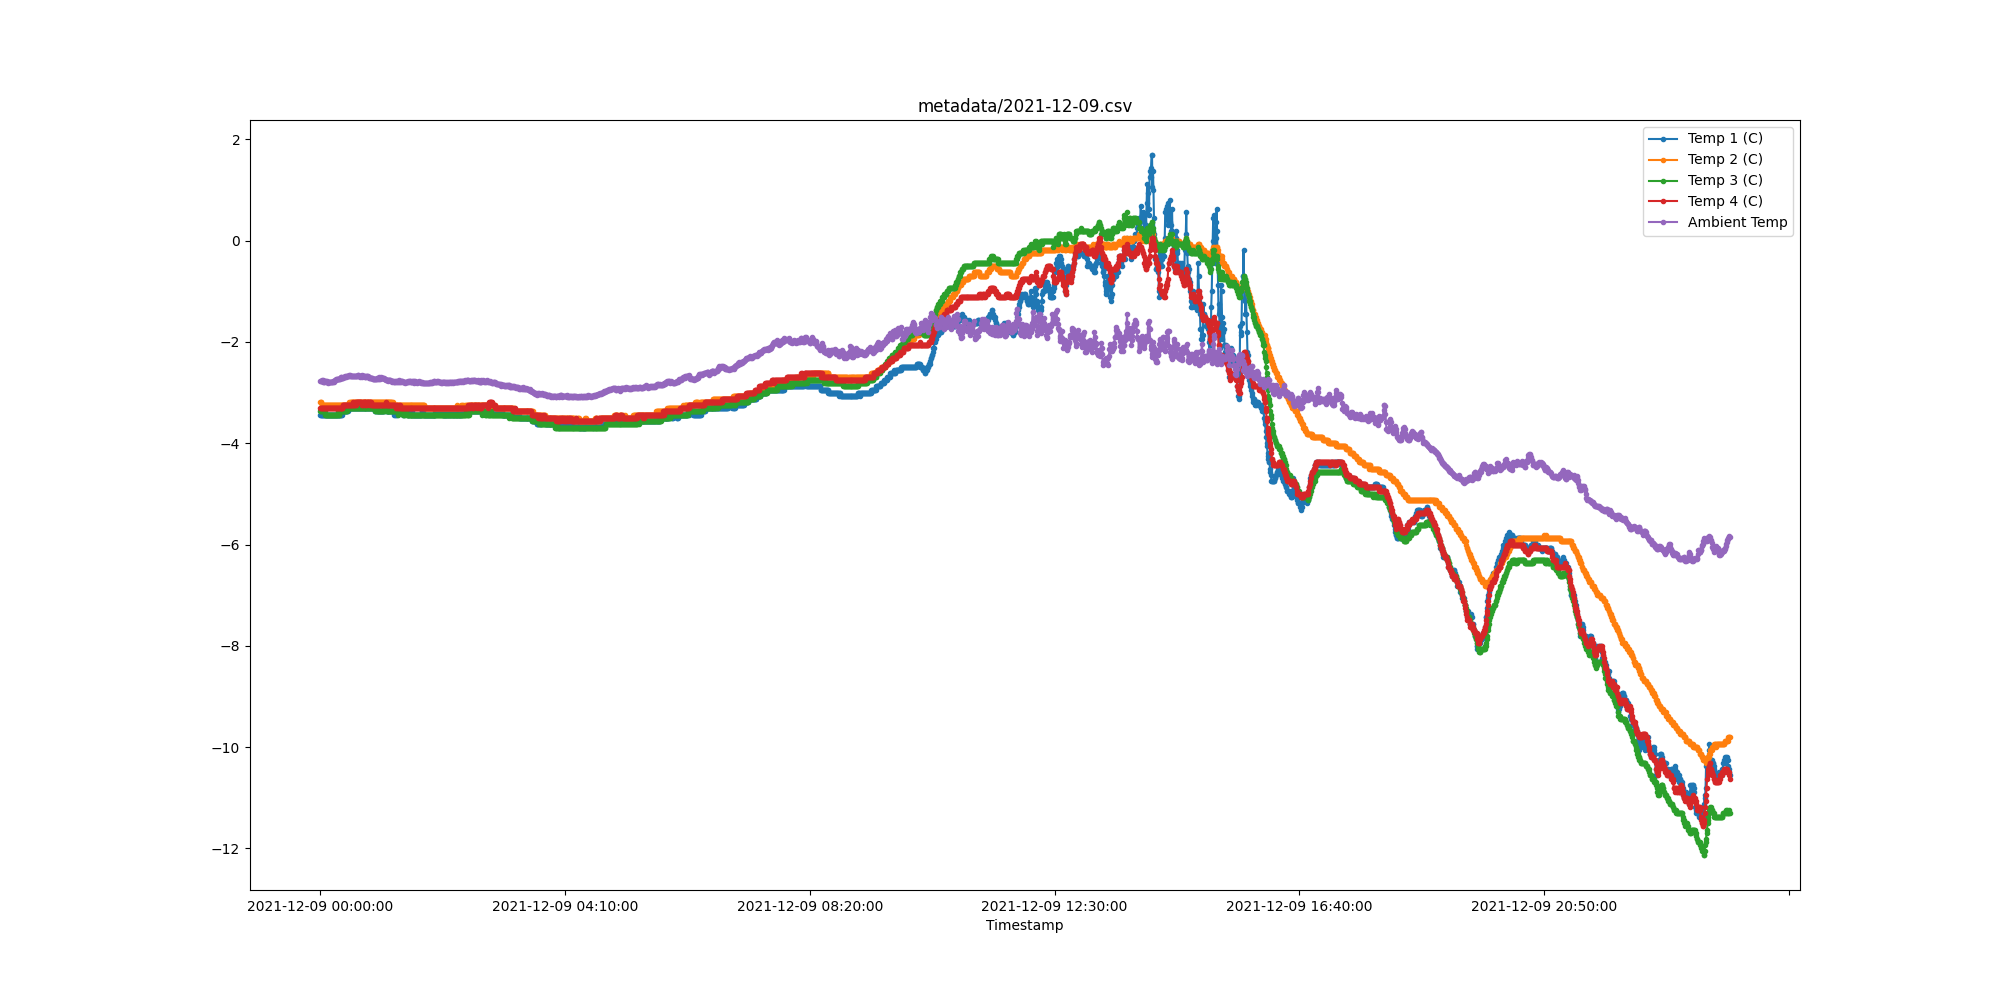 metadata/2021-12-09.csv
Temp 1 (C)
Temp 2 (C)
Temp 3 (C)
Temp 4 (C)
Ambient Temp
2
0
−2
−4
−6
−8
−10
−12
2021-12-09 00:00:00
2021-12-09 04:10:00
2021-12-09 08:20:00
2021-12-09 12:30:00
2021-12-09 16:40:00
2021-12-09 20:50:00
Timestamp